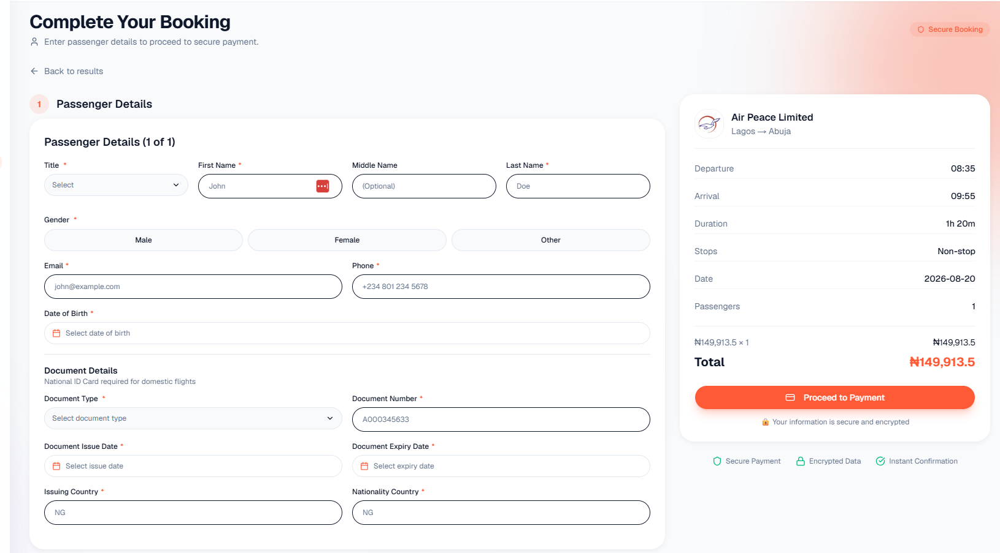 Complete Your Booking
Enter passenger details to proceed to secure payment.
Secure Booking
Back to results
1 Passenger Details
Passenger Details (1 of 1)
Title * First Name * Middle Name Last Name *
Select John (Optional) Doe
Gender *
Male Female Other
Email * Phone *
john@example.com +234 801 234 5678
Date of Birth *
Select date of birth
Document Details
National ID Card required for domestic flights
Document Type * Document Number *
Select document type A000345633
Document Issue Date * Document Expiry Date *
Select issue date Select expiry date
Issuing Country * Nationality Country *
NG NG
Air Peace Limited
Lagos → Abuja
Departure 08:35
Arrival 09:55
Duration 1h 20m
Stops Non-stop
Date 2026-08-20
Passengers 1
₦149,913.5 × 1 ₦149,913.5
Total ₦149,913.5
Proceed to Payment
🔒 Your information is secure and encrypted
Secure Payment Encrypted Data Instant Confirmation